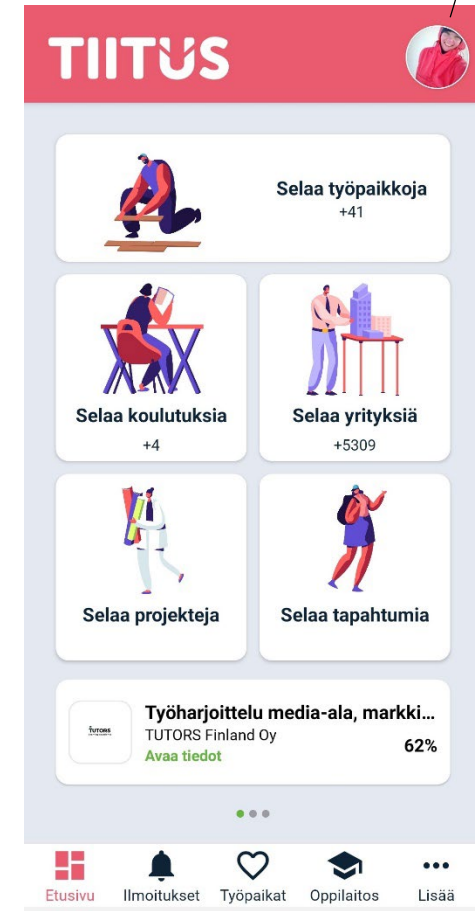 TIITUS
Selaa työpaikkoja
+41
Selaa koulutuksia
+4
Selaa yrityksiä
+5309
Selaa projekteja
Selaa tapahtumia
TUTORS
Työharjoittelu media-ala, markki...
TUTORS Finland Oy
Avaa tiedot
62%
Etusivu
Ilmoitukset
Työpaikat
Oppilaitos
Lisää